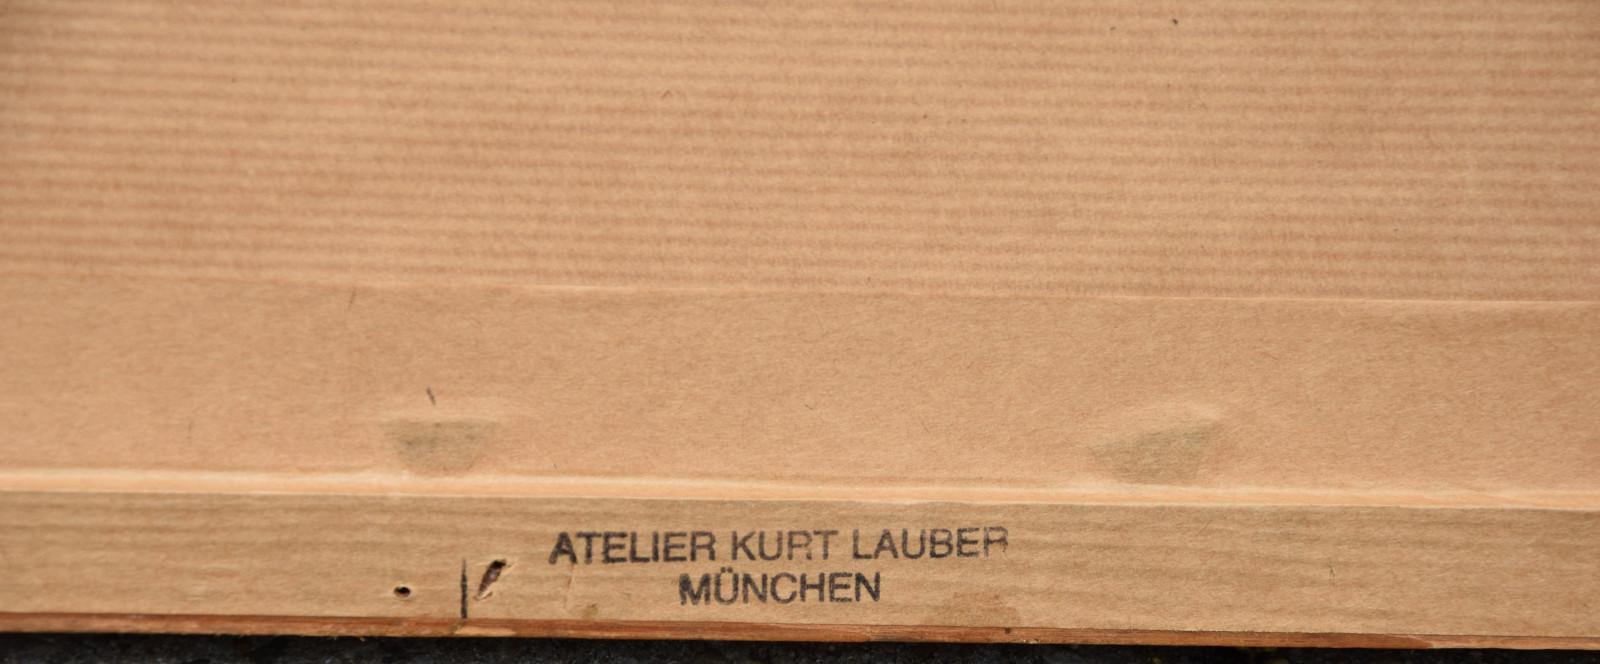 ATELIER KURT LAUBER
MÜNCHEN